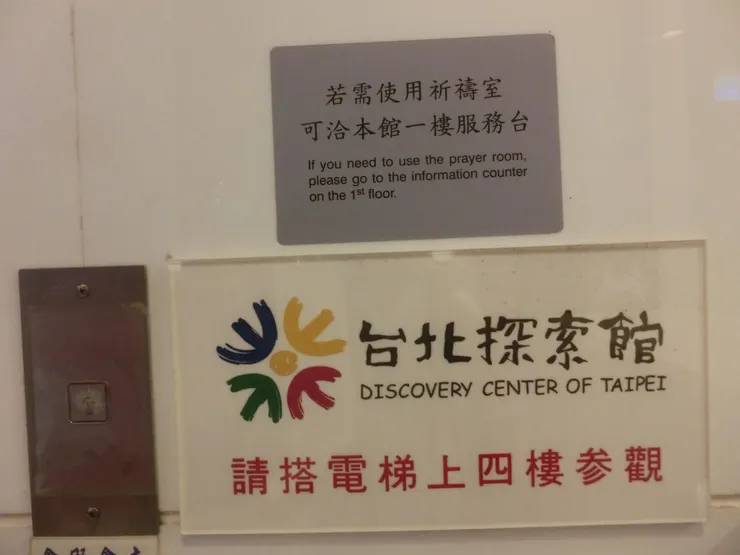 若需使用祈禱室
可洽本館一樓服務台
If you need to use the prayer room,
please go to the information counter
on the 1st floor.
台北探索館
DISCOVERY CENTER OF TAIPEI
請搭電梯上四樓参觀